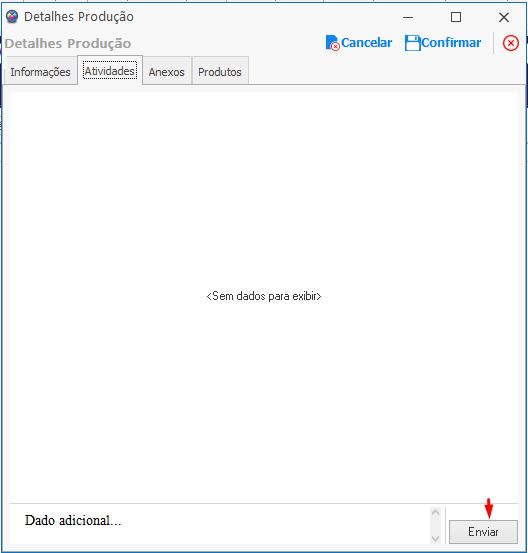 Detalhes Produção
Detalhes Produção
Cancelar
Confirmar
Informações
Atividades
Anexos
Produtos
<Sem dados para exibir>
Dado adicional...
Enviar